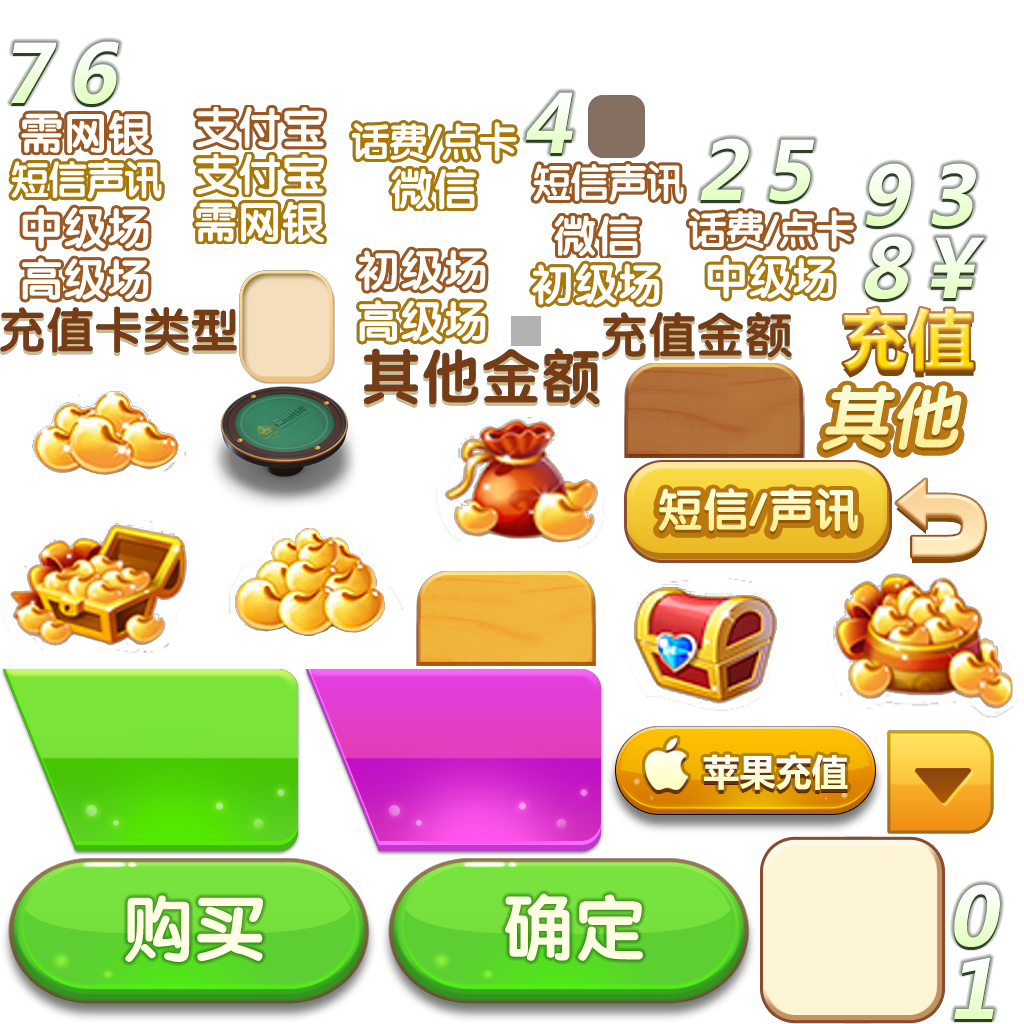 7 6
需网银
支付宝
话费/点卡
4
短信声讯
支付宝
微信
短信声讯
2 5
9 3
中级场
需网银
微信
话费/点卡
8 ¥
高级场
初级场
初级场
中级场
充值卡类型
高级场
充值金额
充值
其他金额
其他
短信/声讯
苹果充值
购买
确定
0
1